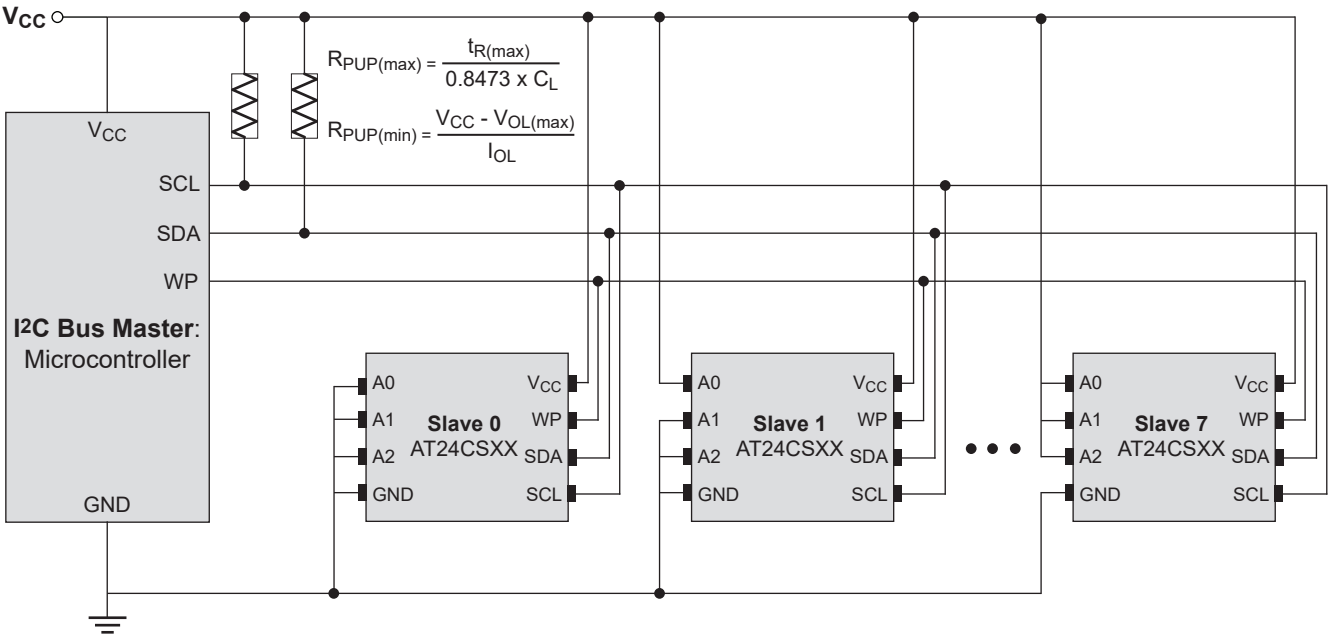 VCC
RPUP(max) = tR(max)
0.8473 x CL
RPUP(min) = VCC - VOL(max)
IOL
VCC
SCL
SDA
WP
I2C Bus Master:
Microcontroller
GND
A0
A1
A2
GND
Slave 0
AT24CSXX
VCC
WP
SDA
SCL
A0
A1
A2
GND
Slave 1
AT24CSXX
VCC
WP
SDA
SCL
A0
A1
A2
GND
Slave 7
AT24CSXX
VCC
WP
SDA
SCL